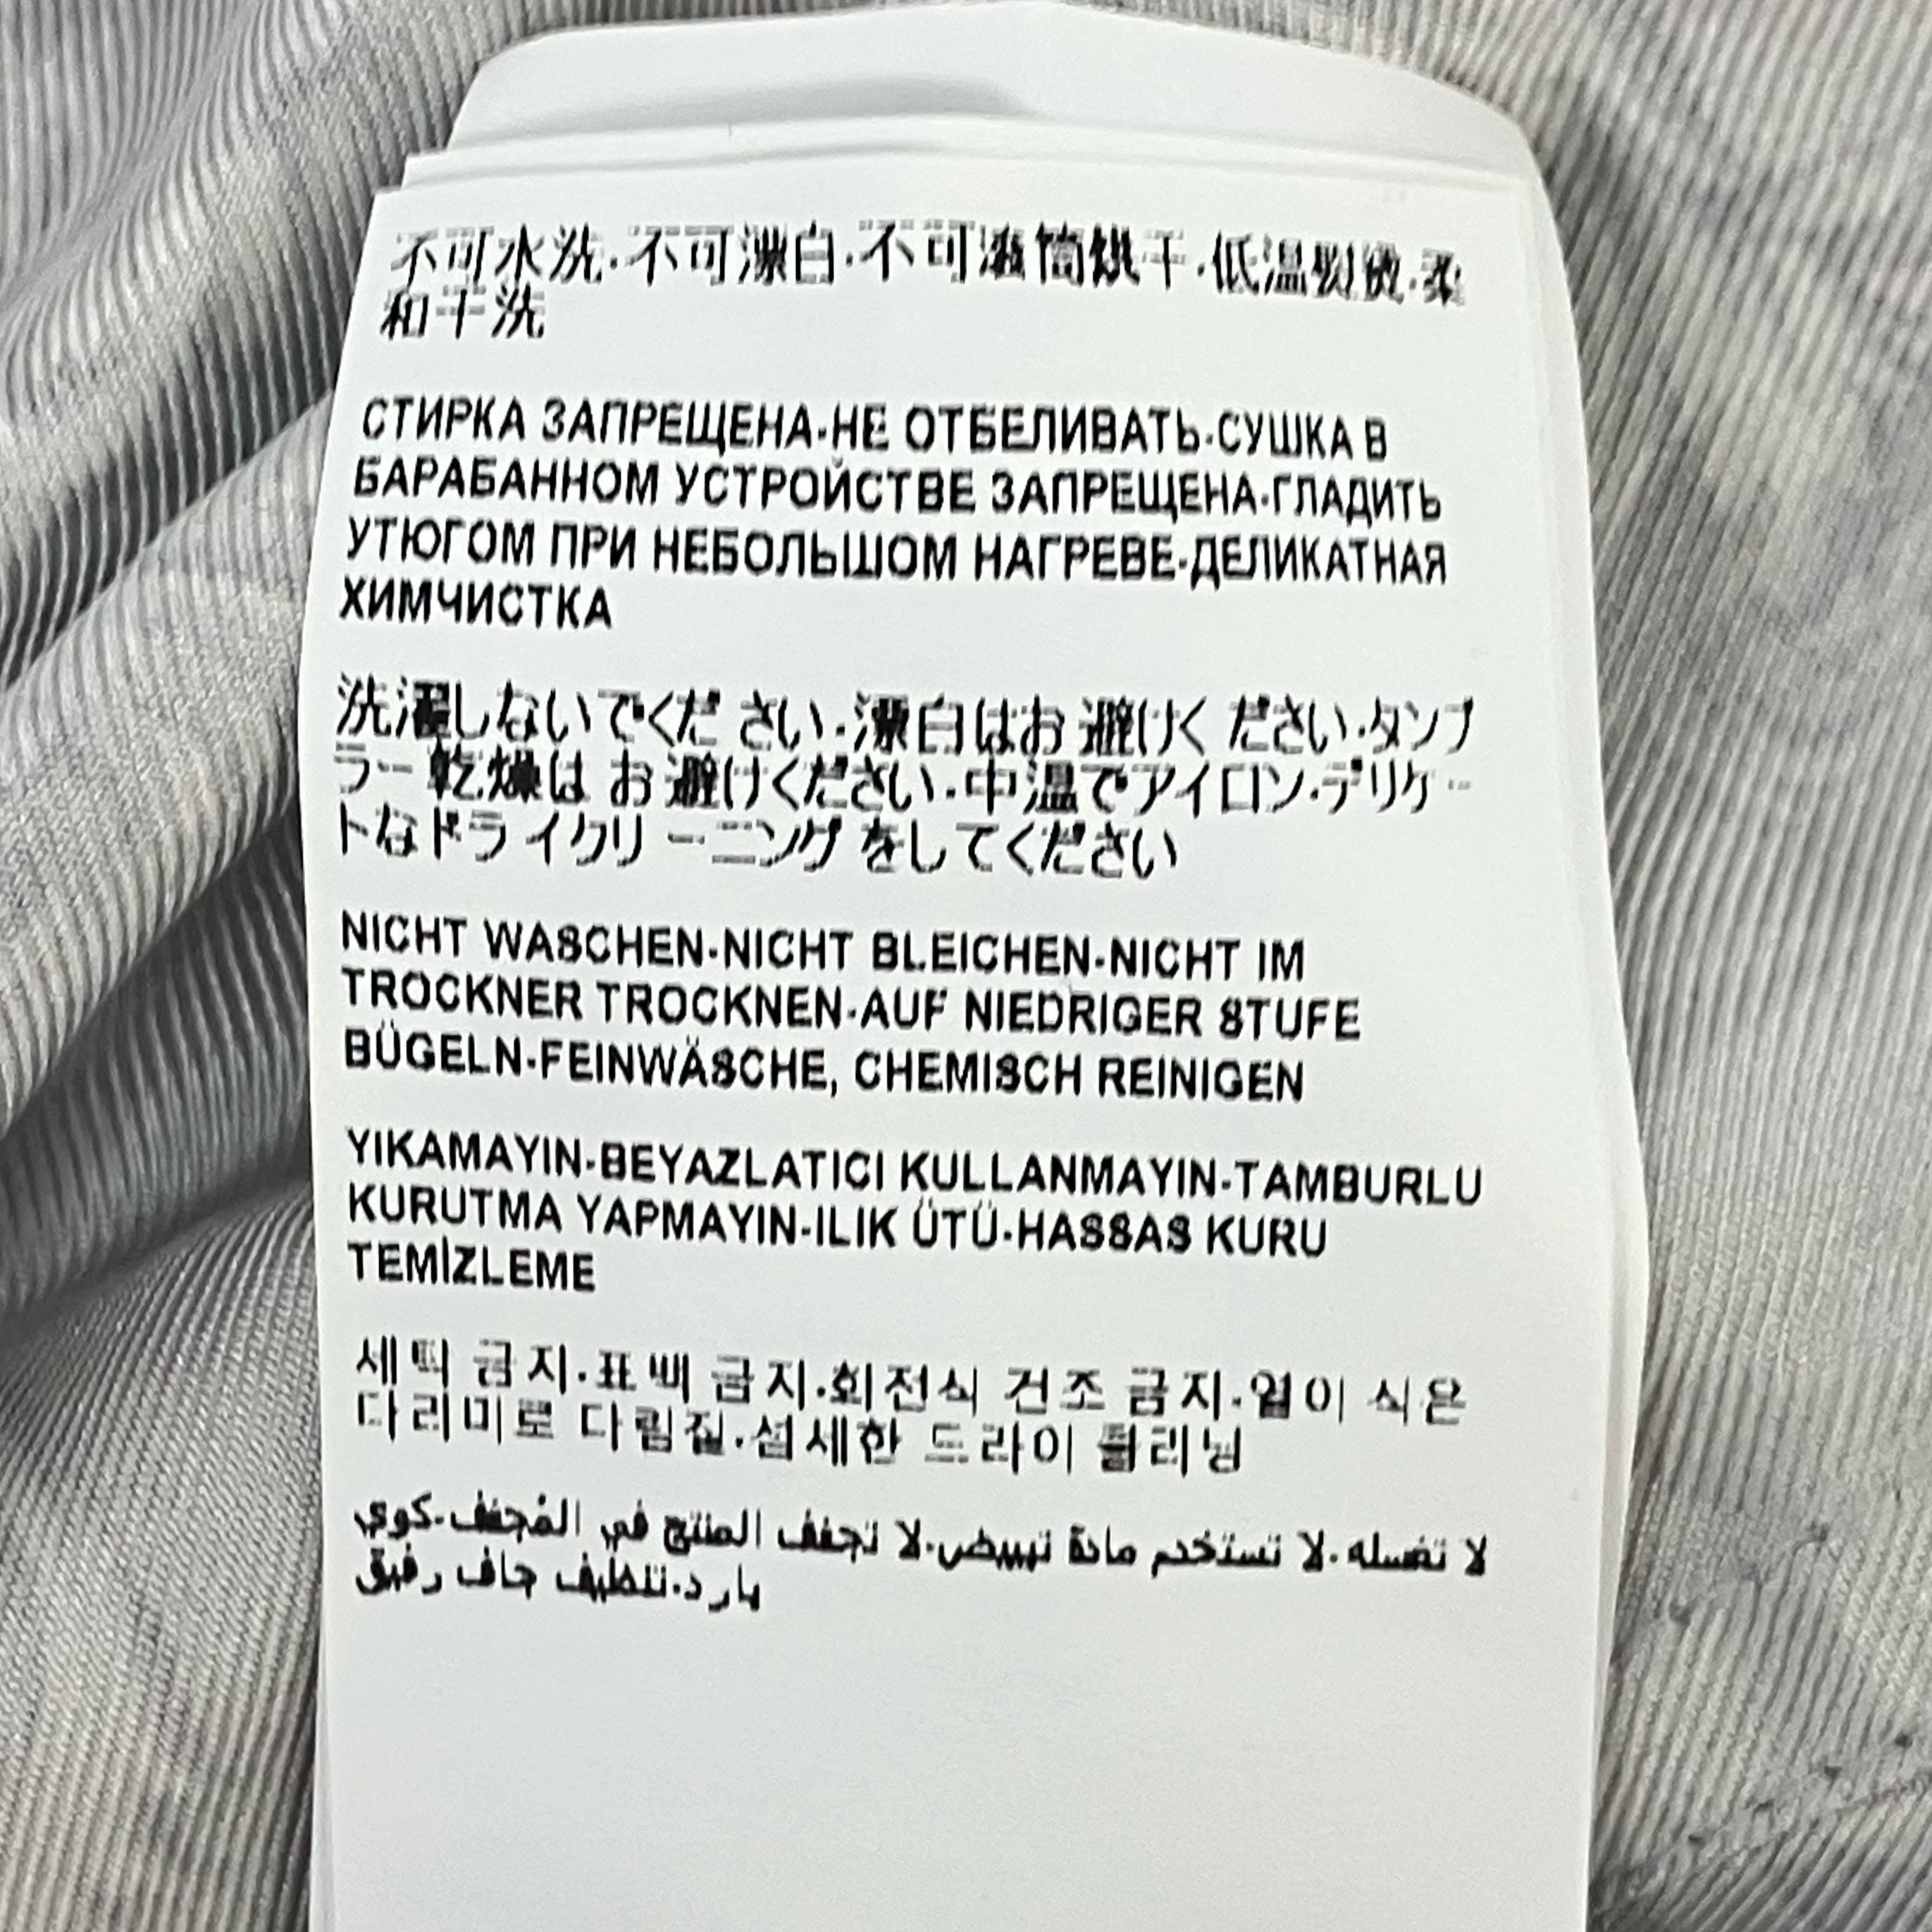 不可水洗·不可漂白·不可滚筒烘干·低温熨烫·柔
和干洗
СТИРКА ЗАПРЕЩЕНА-НЕ ОТБЕЛИВАТЬ-СУШКА В
БАРАБАННОМ УСТРОЙСТВЕ ЗАПРЕЩЕНА-ГЛАДИТЬ
УТЮГОМ ПРИ НЕБОЛЬШОМ НАГРЕВЕ-ДЕЛИКАТНАЯ
ХИМЧИСТКА
洗濯しないでくだ さい·漂白はお 避けく ださい·タンブ
ラー 乾燥は お 避けください·中温でアイロン·デリケー
トなドラ イクリ ーニング をしてください
NICHT WASCHEN-NICHT BLEICHEN-NICHT IM
TROCKNER TROCKNEN-AUF NIEDRIGER STUFE
BÜGELN-FEINWÄSCHE, CHEMISCH REINIGEN
YIKAMAYIN-BEYAZLATICI KULLANMAYIN-TAMBURLU
KURUTMA YAPMAYIN-ILIK ÜTÜ-HASSAS KURU
TEMİZLEME
세탁 금지·표백 금지·회전식 건조 금지·열이 식은
다리미로 다림질·섬세한 드라이 클리닝
لا تغسله-لا تستخدم مادة تبييض-لا تجفف المنتج في المُجفف-كوي
بارد-تنظيف جاف رقيق